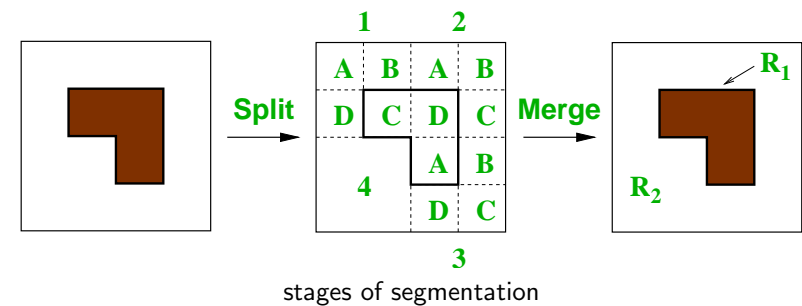 1 2
A B A B
R1
Split
D C D C
Merge
A B
4
R2
D C
3
stages of segmentation